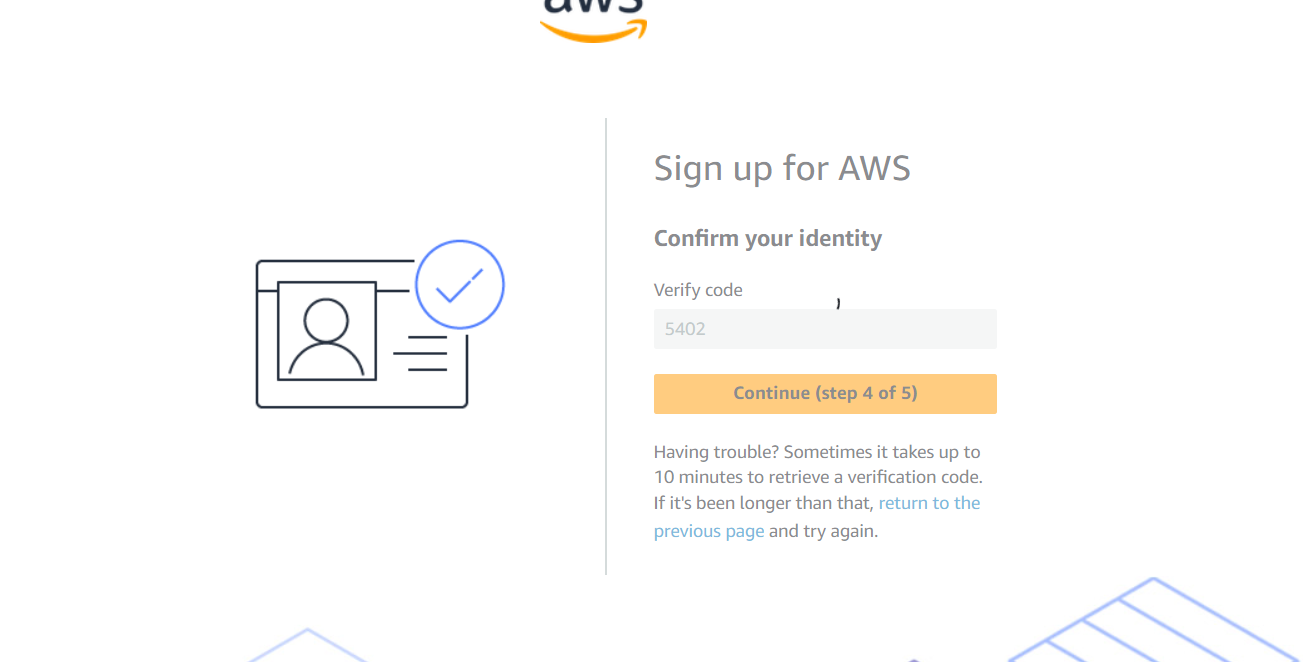 aws
Sign up for AWS
Confirm your identity
Verify code
5402
Continue (step 4 of 5)
Having trouble? Sometimes it takes up to
10 minutes to retrieve a verification code.
If it's been longer than that, return to the
previous page and try again.